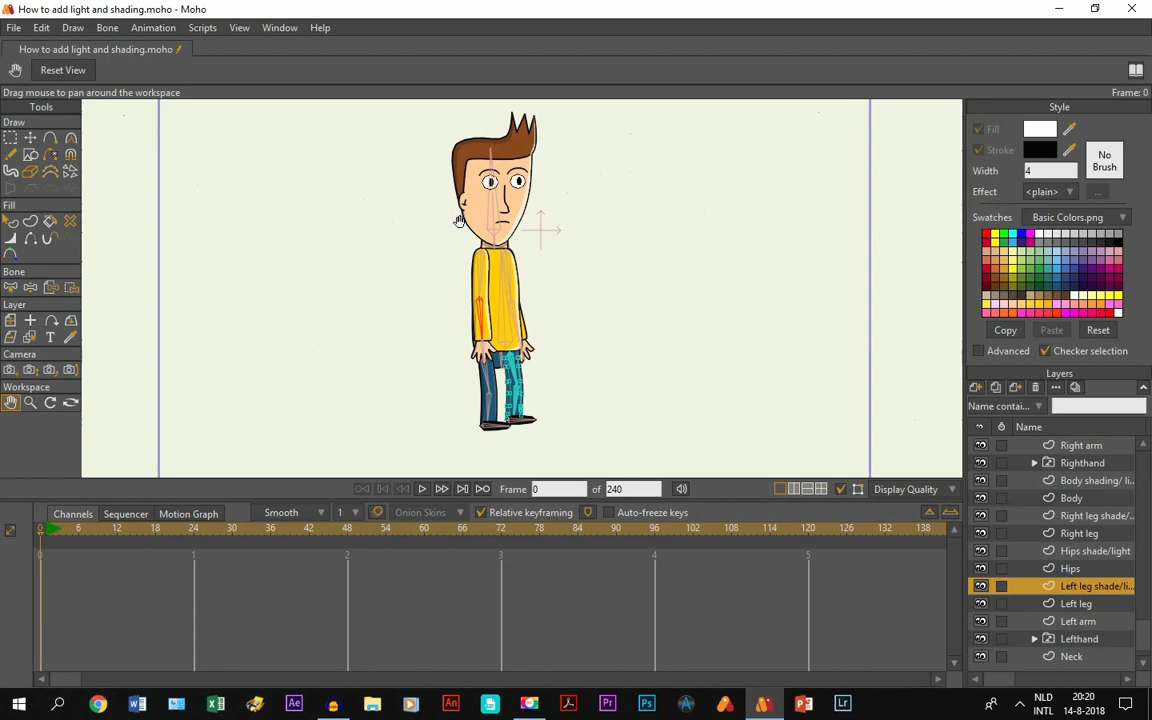 How to add light and shading.moho - Moho
File Edit Draw Bone Animation Scripts View Window Help
How to add light and shading.moho
Reset View
Drag mouse to pan around the workspace Frame: 0
Tools
Draw
Fill
Bone
Layer
Camera
Workspace
Style
Fill
Stroke
No Brush
Width 4
Effect <plain> ...
Swatches Basic Colors.png
Copy Paste Reset
Advanced Checker selection
Layers
Name contai...
Name
Right arm
Righthand
Body shading/ li...
Body
Right leg shade/...
Right leg
Hips shade/light
Hips
Left leg shade/li...
Left leg
Left arm
Lefthand
Neck
Frame 0 of 240 Display Quality
Channels Sequencer Motion Graph Smooth 1 Onion Skins Relative keyframing Auto-freeze keys
0 6 12 18 24 30 36 42 48 54 60 66 72 78 84 90 96 102 108 114 120 126 132 138
0 1 2 3 4 5
NLD
INTL
20:20
14-8-2018